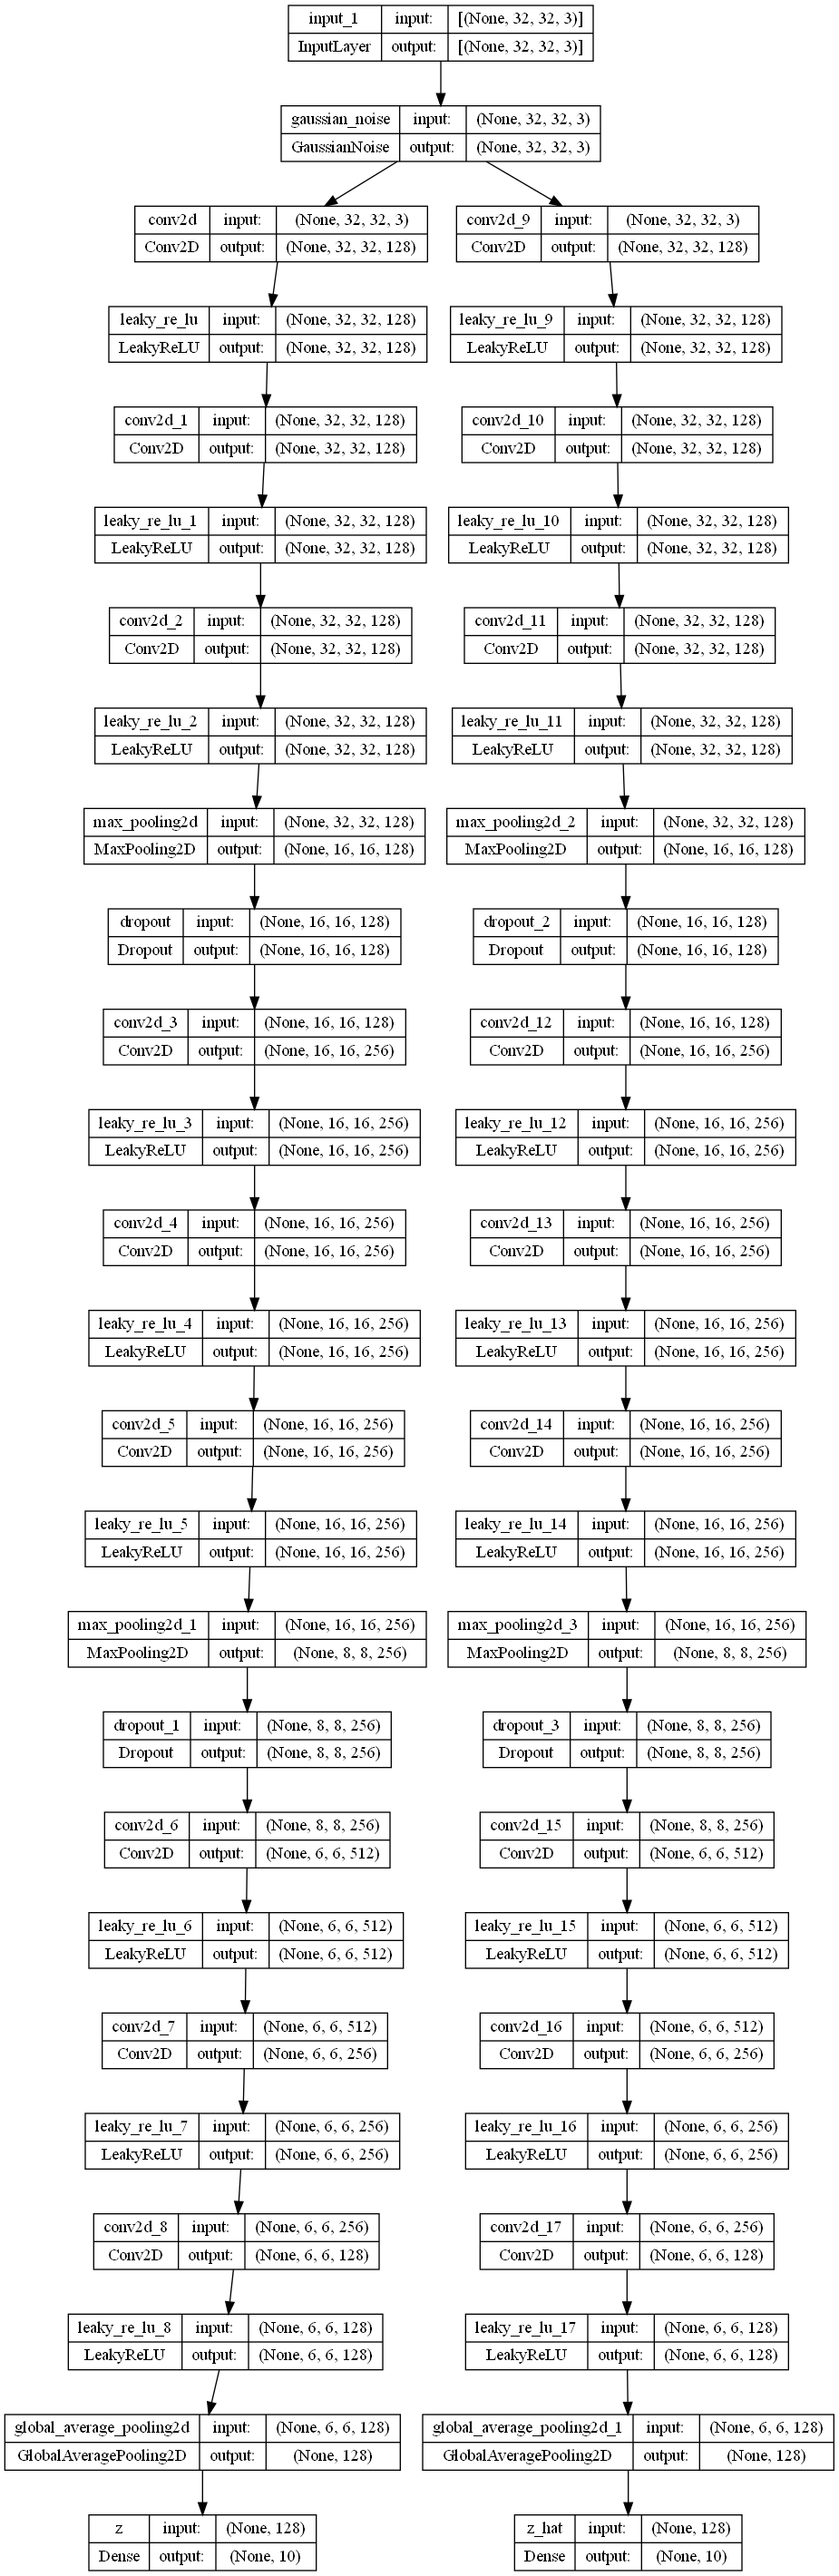 input_1 input: [(None, 32, 32, 3)]
InputLayer output: [(None, 32, 32, 3)]
gaussian_noise input: (None, 32, 32, 3)
GaussianNoise output: (None, 32, 32, 3)
conv2d input: (None, 32, 32, 3)
Conv2D output: (None, 32, 32, 128)
conv2d_9 input: (None, 32, 32, 3)
Conv2D output: (None, 32, 32, 128)
leaky_re_lu input: (None, 32, 32, 128)
LeakyReLU output: (None, 32, 32, 128)
leaky_re_lu_9 input: (None, 32, 32, 128)
LeakyReLU output: (None, 32, 32, 128)
conv2d_1 input: (None, 32, 32, 128)
Conv2D output: (None, 32, 32, 128)
conv2d_10 input: (None, 32, 32, 128)
Conv2D output: (None, 32, 32, 128)
leaky_re_lu_1 input: (None, 32, 32, 128)
LeakyReLU output: (None, 32, 32, 128)
leaky_re_lu_10 input: (None, 32, 32, 128)
LeakyReLU output: (None, 32, 32, 128)
conv2d_2 input: (None, 32, 32, 128)
Conv2D output: (None, 32, 32, 128)
conv2d_11 input: (None, 32, 32, 128)
Conv2D output: (None, 32, 32, 128)
leaky_re_lu_2 input: (None, 32, 32, 128)
LeakyReLU output: (None, 32, 32, 128)
leaky_re_lu_11 input: (None, 32, 32, 128)
LeakyReLU output: (None, 32, 32, 128)
max_pooling2d input: (None, 32, 32, 128)
MaxPooling2D output: (None, 16, 16, 128)
max_pooling2d_2 input: (None, 32, 32, 128)
MaxPooling2D output: (None, 16, 16, 128)
dropout input: (None, 16, 16, 128)
Dropout output: (None, 16, 16, 128)
dropout_2 input: (None, 16, 16, 128)
Dropout output: (None, 16, 16, 128)
conv2d_3 input: (None, 16, 16, 128)
Conv2D output: (None, 16, 16, 256)
conv2d_12 input: (None, 16, 16, 128)
Conv2D output: (None, 16, 16, 256)
leaky_re_lu_3 input: (None, 16, 16, 256)
LeakyReLU output: (None, 16, 16, 256)
leaky_re_lu_12 input: (None, 16, 16, 256)
LeakyReLU output: (None, 16, 16, 256)
conv2d_4 input: (None, 16, 16, 256)
Conv2D output: (None, 16, 16, 256)
conv2d_13 input: (None, 16, 16, 256)
Conv2D output: (None, 16, 16, 256)
leaky_re_lu_4 input: (None, 16, 16, 256)
LeakyReLU output: (None, 16, 16, 256)
leaky_re_lu_13 input: (None, 16, 16, 256)
LeakyReLU output: (None, 16, 16, 256)
conv2d_5 input: (None, 16, 16, 256)
Conv2D output: (None, 16, 16, 256)
conv2d_14 input: (None, 16, 16, 256)
Conv2D output: (None, 16, 16, 256)
leaky_re_lu_5 input: (None, 16, 16, 256)
LeakyReLU output: (None, 16, 16, 256)
leaky_re_lu_14 input: (None, 16, 16, 256)
LeakyReLU output: (None, 16, 16, 256)
max_pooling2d_1 input: (None, 16, 16, 256)
MaxPooling2D output: (None, 8, 8, 256)
max_pooling2d_3 input: (None, 16, 16, 256)
MaxPooling2D output: (None, 8, 8, 256)
dropout_1 input: (None, 8, 8, 256)
Dropout output: (None, 8, 8, 256)
dropout_3 input: (None, 8, 8, 256)
Dropout output: (None, 8, 8, 256)
conv2d_6 input: (None, 8, 8, 256)
Conv2D output: (None, 6, 6, 512)
conv2d_15 input: (None, 8, 8, 256)
Conv2D output: (None, 6, 6, 512)
leaky_re_lu_6 input: (None, 6, 6, 512)
LeakyReLU output: (None, 6, 6, 512)
leaky_re_lu_15 input: (None, 6, 6, 512)
LeakyReLU output: (None, 6, 6, 512)
conv2d_7 input: (None, 6, 6, 512)
Conv2D output: (None, 6, 6, 256)
conv2d_16 input: (None, 6, 6, 512)
Conv2D output: (None, 6, 6, 256)
leaky_re_lu_7 input: (None, 6, 6, 256)
LeakyReLU output: (None, 6, 6, 256)
leaky_re_lu_16 input: (None, 6, 6, 256)
LeakyReLU output: (None, 6, 6, 256)
conv2d_8 input: (None, 6, 6, 256)
Conv2D output: (None, 6, 6, 128)
conv2d_17 input: (None, 6, 6, 256)
Conv2D output: (None, 6, 6, 128)
leaky_re_lu_8 input: (None, 6, 6, 128)
LeakyReLU output: (None, 6, 6, 128)
leaky_re_lu_17 input: (None, 6, 6, 128)
LeakyReLU output: (None, 6, 6, 128)
global_average_pooling2d input: (None, 6, 6, 128)
GlobalAveragePooling2D output: (None, 128)
global_average_pooling2d_1 input: (None, 6, 6, 128)
GlobalAveragePooling2D output: (None, 128)
z input: (None, 128)
Dense output: (None, 10)
z_hat input: (None, 128)
Dense output: (None, 10)